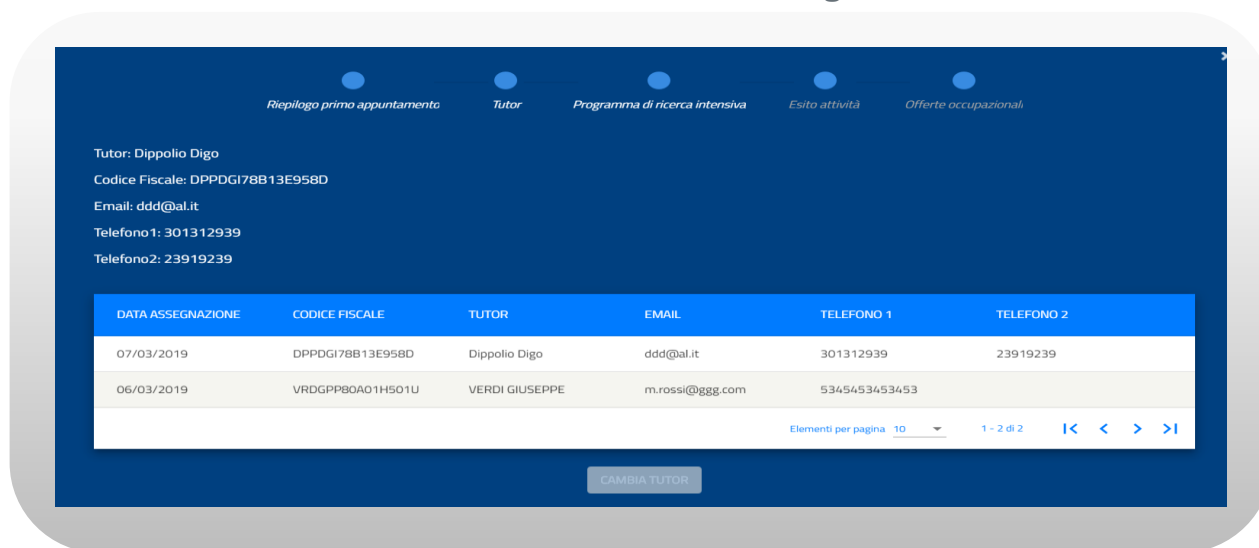 Riepilogo primo appuntamento Tutor Programma di ricerca intensiva Esito attività Offerte occupazionali
Tutor: Dippolio Digo
Codice Fiscale: DPPDGI78B13E958D
Email: ddd@al.it
Telefono1: 301312939
Telefono2: 23919239
DATA ASSEGNAZIONE CODICE FISCALE TUTOR EMAIL TELEFONO 1 TELEFONO 2
07/03/2019 DPPDGI78B13E958D Dippolio Digo ddd@al.it 301312939 23919239
06/03/2019 VRDGPP80A01H501U VERDI GIUSEPPE m.rossi@ggg.com 5345453453453
Elementi per pagina 10 1 - 2 di 2
CAMBIA TUTOR